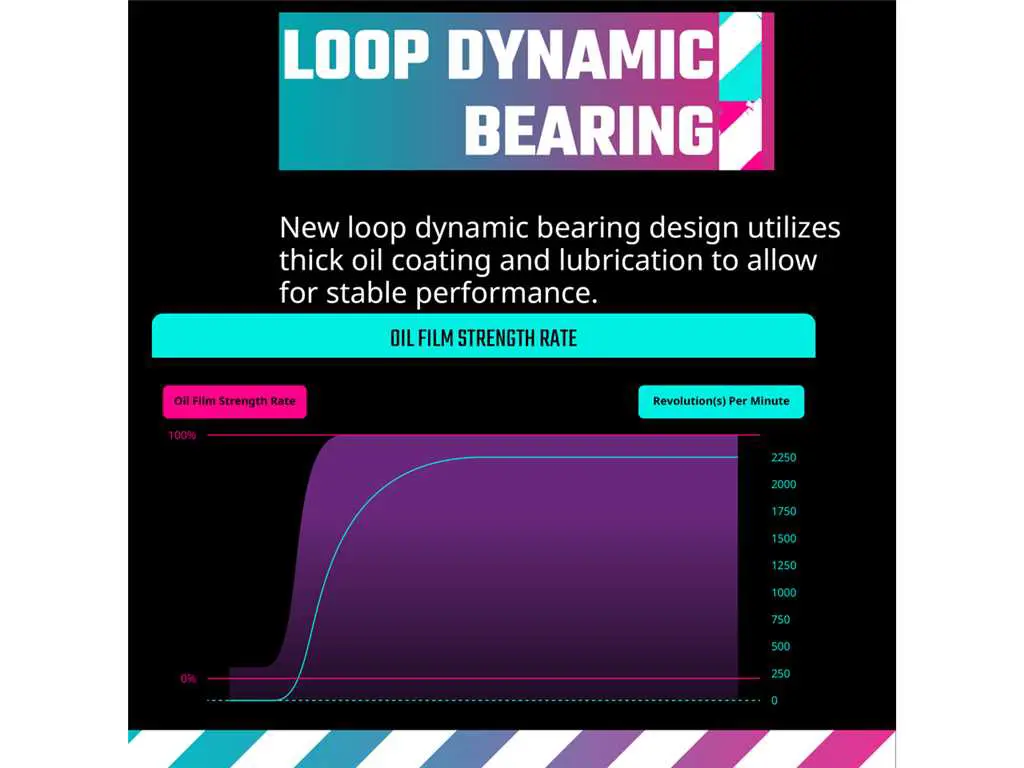 LOOP DYNAMIC
BEARING
New loop dynamic bearing design utilizes
thick oil coating and lubrication to allow
for stable performance.
OIL FILM STRENGTH RATE
Oil Film Strength Rate
Revolution(s) Per Minute
100%
2250
2000
1750
1500
1250
1000
750
500
0%
250
0